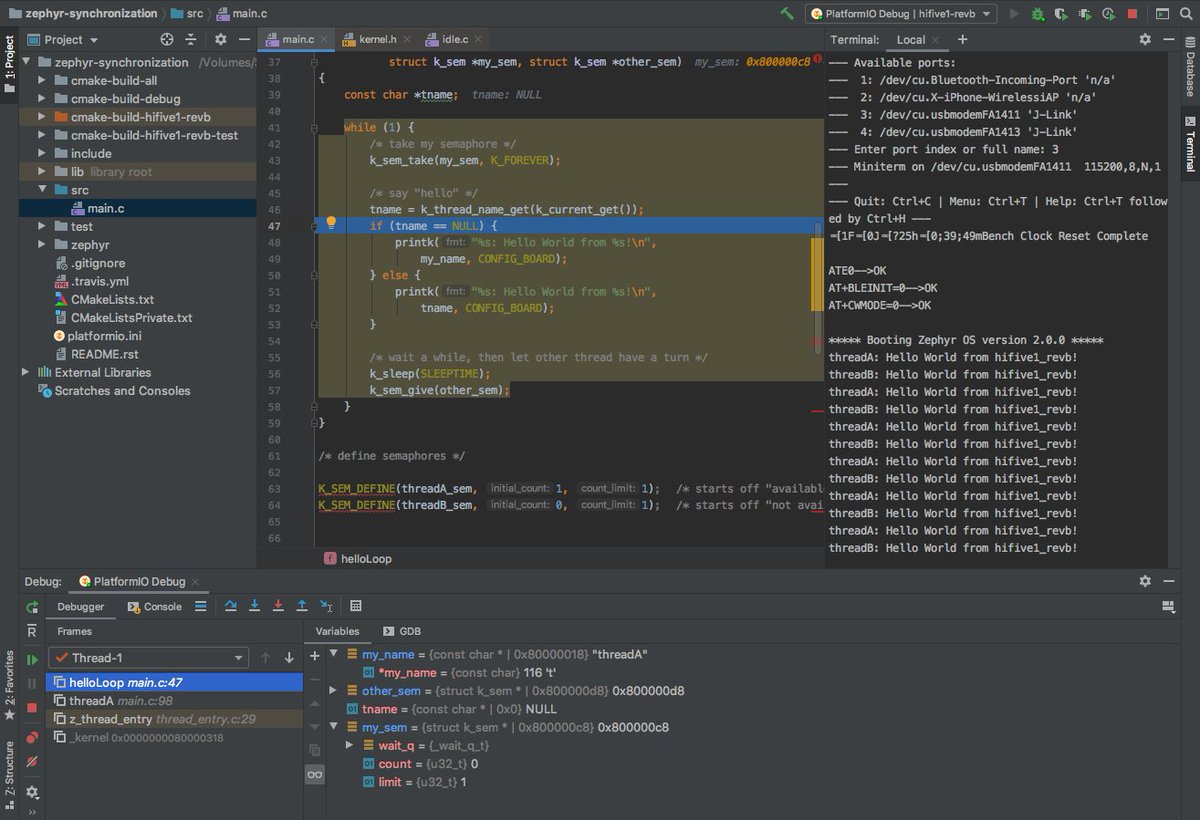 zephyr-synchronization
src
main.c
PlatformIO Debug | hifive1-revb
1: Project
Project
main.c
kernel.h
idle.c
Terminal:
Local
Database
Terminal
zephyr-synchronization /Volumes/
cmake-build-all
cmake-build-debug
cmake-build-hifive1-revb
cmake-build-hifive1-revb-test
include
lib library root
src
main.c
test
zephyr
.gitignore
.travis.yml
CMakeLists.txt
CMakeListsPrivate.txt
platformio.ini
README.rst
External Libraries
Scratches and Consoles
37 struct k_sem *my_sem, struct k_sem *other_sem) my_sem: 0x800000c8
38 {
39 const char *tname; tname: NULL
40
41 while (1) {
42 /* take my semaphore */
43 k_sem_take(my_sem, K_FOREVER);
44
45 /* say "hello" */
46 tname = k_thread_name_get(k_current_get());
47 if (tname == NULL) {
48 printk( fmt: "%s: Hello World from %s!\n",
49 my_name, CONFIG_BOARD);
50 } else {
51 printk( fmt: "%s: Hello World from %s!\n",
52 tname, CONFIG_BOARD);
53 }
54
55 /* wait a while, then let other thread have a turn */
56 k_sleep(SLEEPTIME);
57 k_sem_give(other_sem);
58 }
59 }
60
61 /* define semaphores */
62
63 K_SEM_DEFINE(threadA_sem, initial_count: 1, count_limit: 1); /* starts off "availabl
64 K_SEM_DEFINE(threadB_sem, initial_count: 0, count_limit: 1); /* starts off "not avai
65
66
helloLoop
--- Available ports:
--- 1: /dev/cu.Bluetooth-Incoming-Port 'n/a'
--- 2: /dev/cu.X-iPhone-WirelessiAP 'n/a'
--- 3: /dev/cu.usbmodemFA1411 'J-Link'
--- 4: /dev/cu.usbmodemFA1413 'J-Link'
--- Enter port index or full name: 3
--- Miniterm on /dev/cu.usbmodemFA1411 115200,8,N,1
---
--- Quit: Ctrl+C | Menu: Ctrl+T | Help: Ctrl+T follow
ed by Ctrl+H ---
[1F[0J[?25h[0;39;49mBench Clock Reset Complete
ATE0-->OK
AT+BLEINIT=0-->OK
AT+CWMODE=0-->OK
***** Booting Zephyr OS version 2.0.0 *****
threadA: Hello World from hifive1_revb!
threadB: Hello World from hifive1_revb!
threadA: Hello World from hifive1_revb!
threadB: Hello World from hifive1_revb!
threadA: Hello World from hifive1_revb!
threadB: Hello World from hifive1_revb!
threadA: Hello World from hifive1_revb!
threadB: Hello World from hifive1_revb!
threadA: Hello World from hifive1_revb!
threadB: Hello World from hifive1_revb!
threadA: Hello World from hifive1_revb!
threadB: Hello World from hifive1_revb!
Debug:
PlatformIO Debug
Debugger
Console
Frames
Variables
GDB
2: Favorites
Z: Structure
Thread-1
helloLoop main.c:47
threadA main.c:98
z_thread_entry thread_entry.c:29
_kernel 0x0000000080000318
my_name = {const char * | 0x80000018} "threadA"
*my_name = {const char} 116 't'
other_sem = {struct k_sem * | 0x800000d8} 0x800000d8
tname = {const char * | 0x0} NULL
my_sem = {struct k_sem * | 0x800000c8} 0x800000c8
wait_q = {_wait_q_t}
count = {u32_t} 0
limit = {u32_t} 1